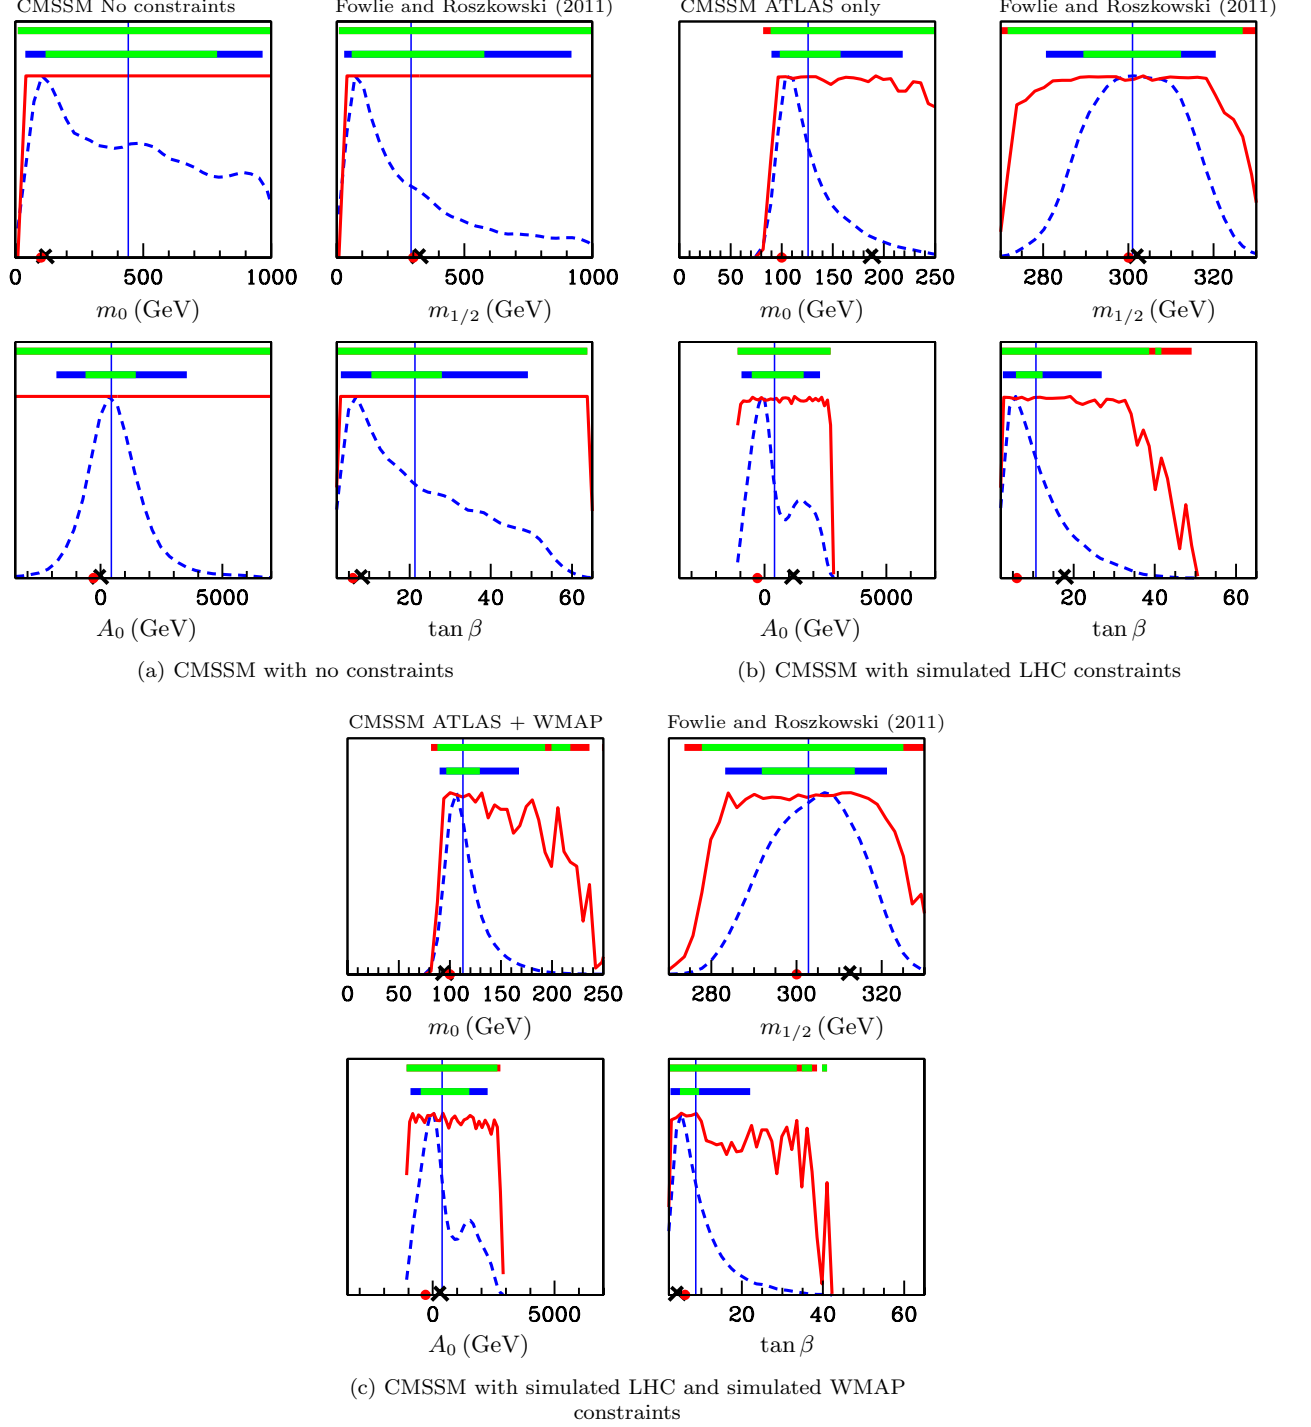 CMSSM No constraints Fowlie and Roszkowski (2011) CMSSM ATLAS only Fowlie and Roszkowski (2011)
0 500 1000 0 500 1000 0 50 100 150 200 250 280 300 320
m0 (GeV) m1/2 (GeV) m0 (GeV) m1/2 (GeV)
0 5000 20 40 60 0 5000 20 40 60
A0 (GeV) tan β A0 (GeV) tan β
(a) CMSSM with no constraints (b) CMSSM with simulated LHC constraints
CMSSM ATLAS + WMAP Fowlie and Roszkowski (2011)
0 50 100 150 200 250 280 300 320
m0 (GeV) m1/2 (GeV)
0 5000 20 40 60
A0 (GeV) tan β
(c) CMSSM with simulated LHC and simulated WMAP
constraints